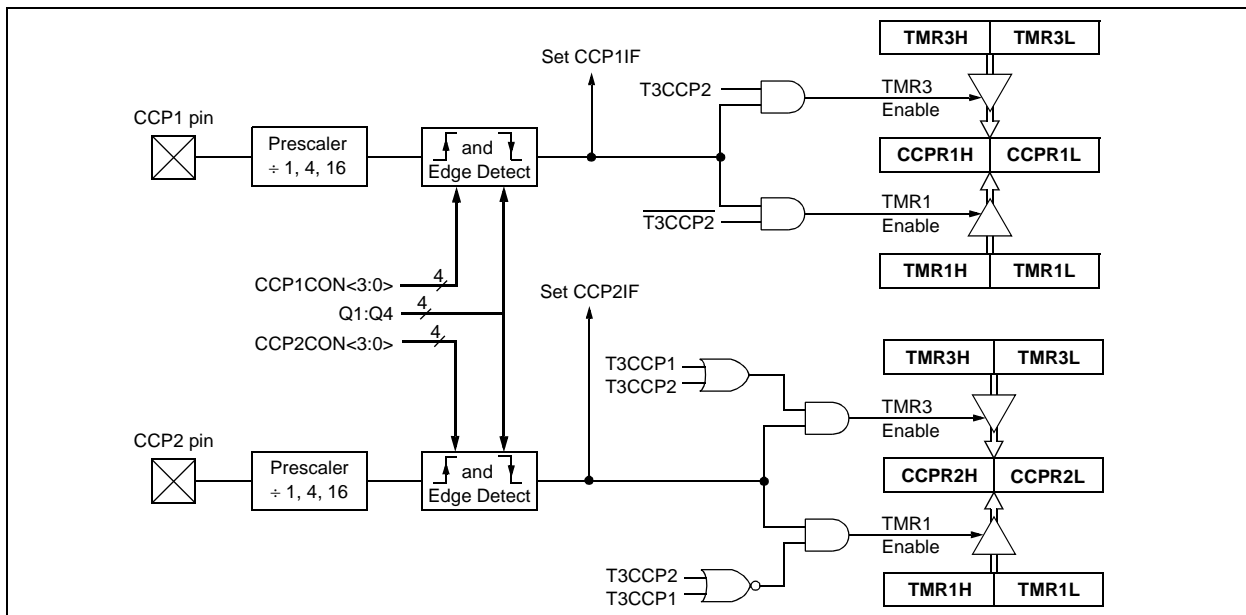 TMR3H TMR3L
Set CCP1IF
T3CCP2
TMR3
Enable
CCP1 pin
Prescaler
÷ 1, 4, 16
and
Edge Detect
CCPR1H CCPR1L
T3CCP2
TMR1
Enable
TMR1H TMR1L
CCP1CON<3:0> 4
Q1:Q4 4
CCP2CON<3:0> 4
Set CCP2IF
TMR3H TMR3L
T3CCP1
T3CCP2
TMR3
Enable
CCP2 pin
Prescaler
÷ 1, 4, 16
and
Edge Detect
CCPR2H CCPR2L
TMR1
Enable
T3CCP2
T3CCP1
TMR1H TMR1L